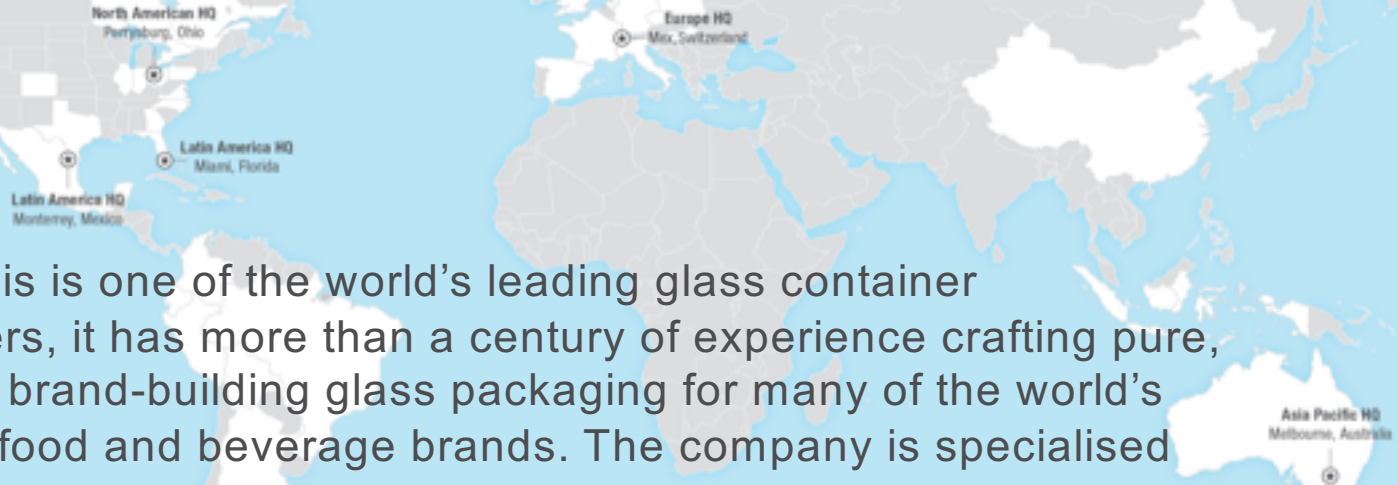 North American HQ
Perrysburg, Ohio
Europe HQ
Mex, Switzerland
Latin America HQ
Miami, Florida
Latin America HQ
Monterrey, Mexico
is is one of the world’s leading glass container
ers, it has more than a century of experience crafting pure,
brand-building glass packaging for many of the world’s
food and beverage brands. The company is specialised
Asia Pacific HQ
Melbourne, Australia